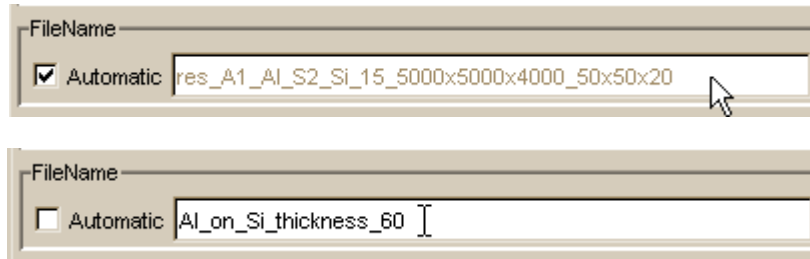 FileName
Automatic res_A1_Al_S2_Si_15_5000x5000x4000_50x50x20
FileName
Automatic Al_on_Si_thickness_60